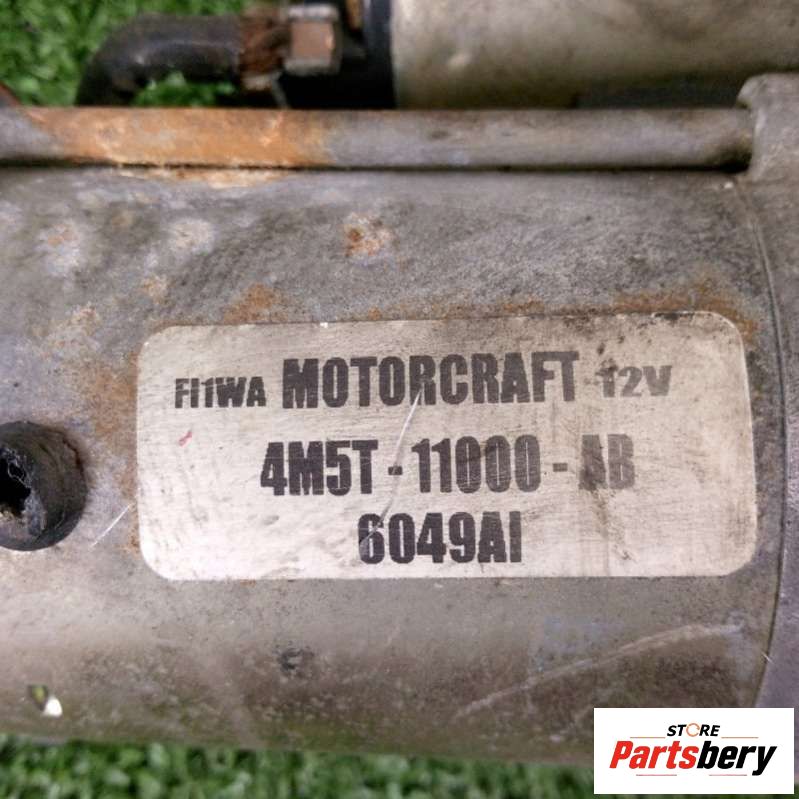 FI1WA MOTORCRAFT 12V
4M5T - 11000 - AB
6049AI
STORE
Partsbery